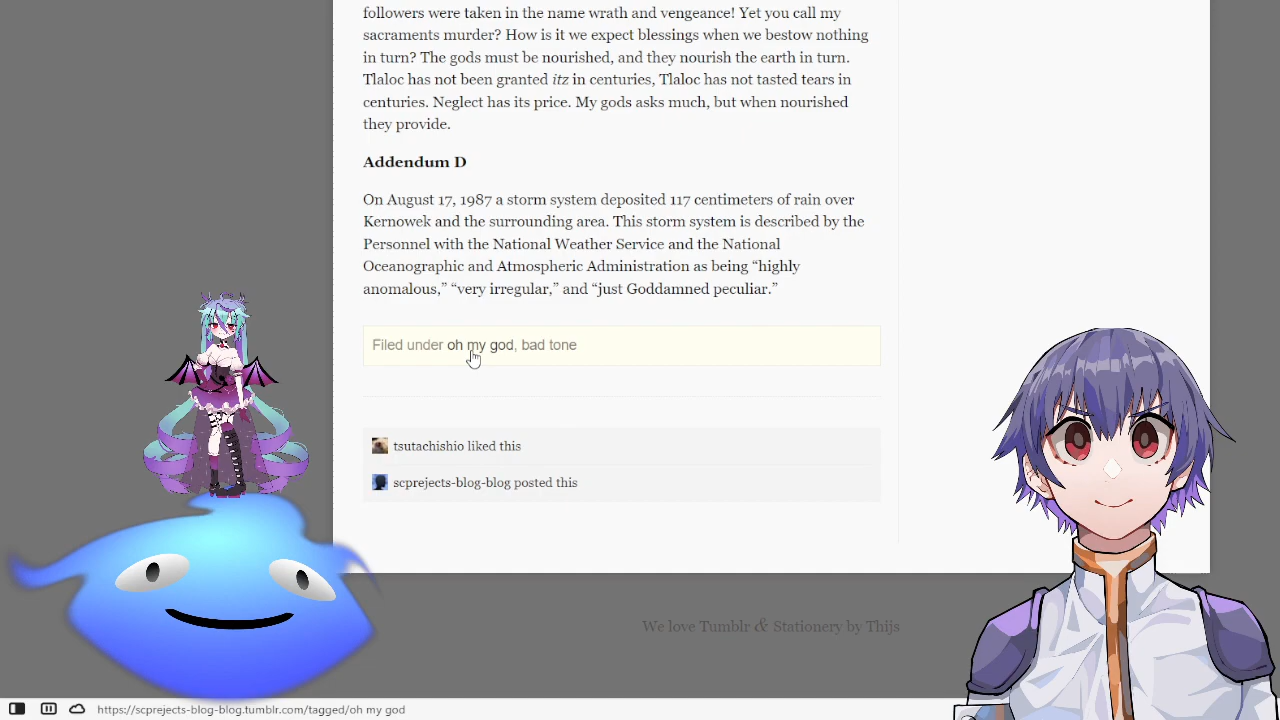 followers were taken in the name wrath and vengeance! Yet you call my
sacraments murder? How is it we expect blessings when we bestow nothing
in turn? The gods must be nourished, and they nourish the earth in turn.
Tlaloc has not been granted itz in centuries, Tlaloc has not tasted tears in
centuries. Neglect has its price. My gods asks much, but when nourished
they provide.
Addendum D
On August 17, 1987 a storm system deposited 117 centimeters of rain over
Kernowek and the surrounding area. This storm system is described by the
Personnel with the National Weather Service and the National
Oceanographic and Atmospheric Administration as being “highly
anomalous,” “very irregular,” and “just Goddamned peculiar.”
Filed under oh my god, bad tone
tsutachishio liked this
scprejects-blog-blog posted this
We love Tumblr & Stationery by Thijs
https://scprejects-blog-blog.tumblr.com/tagged/oh my god